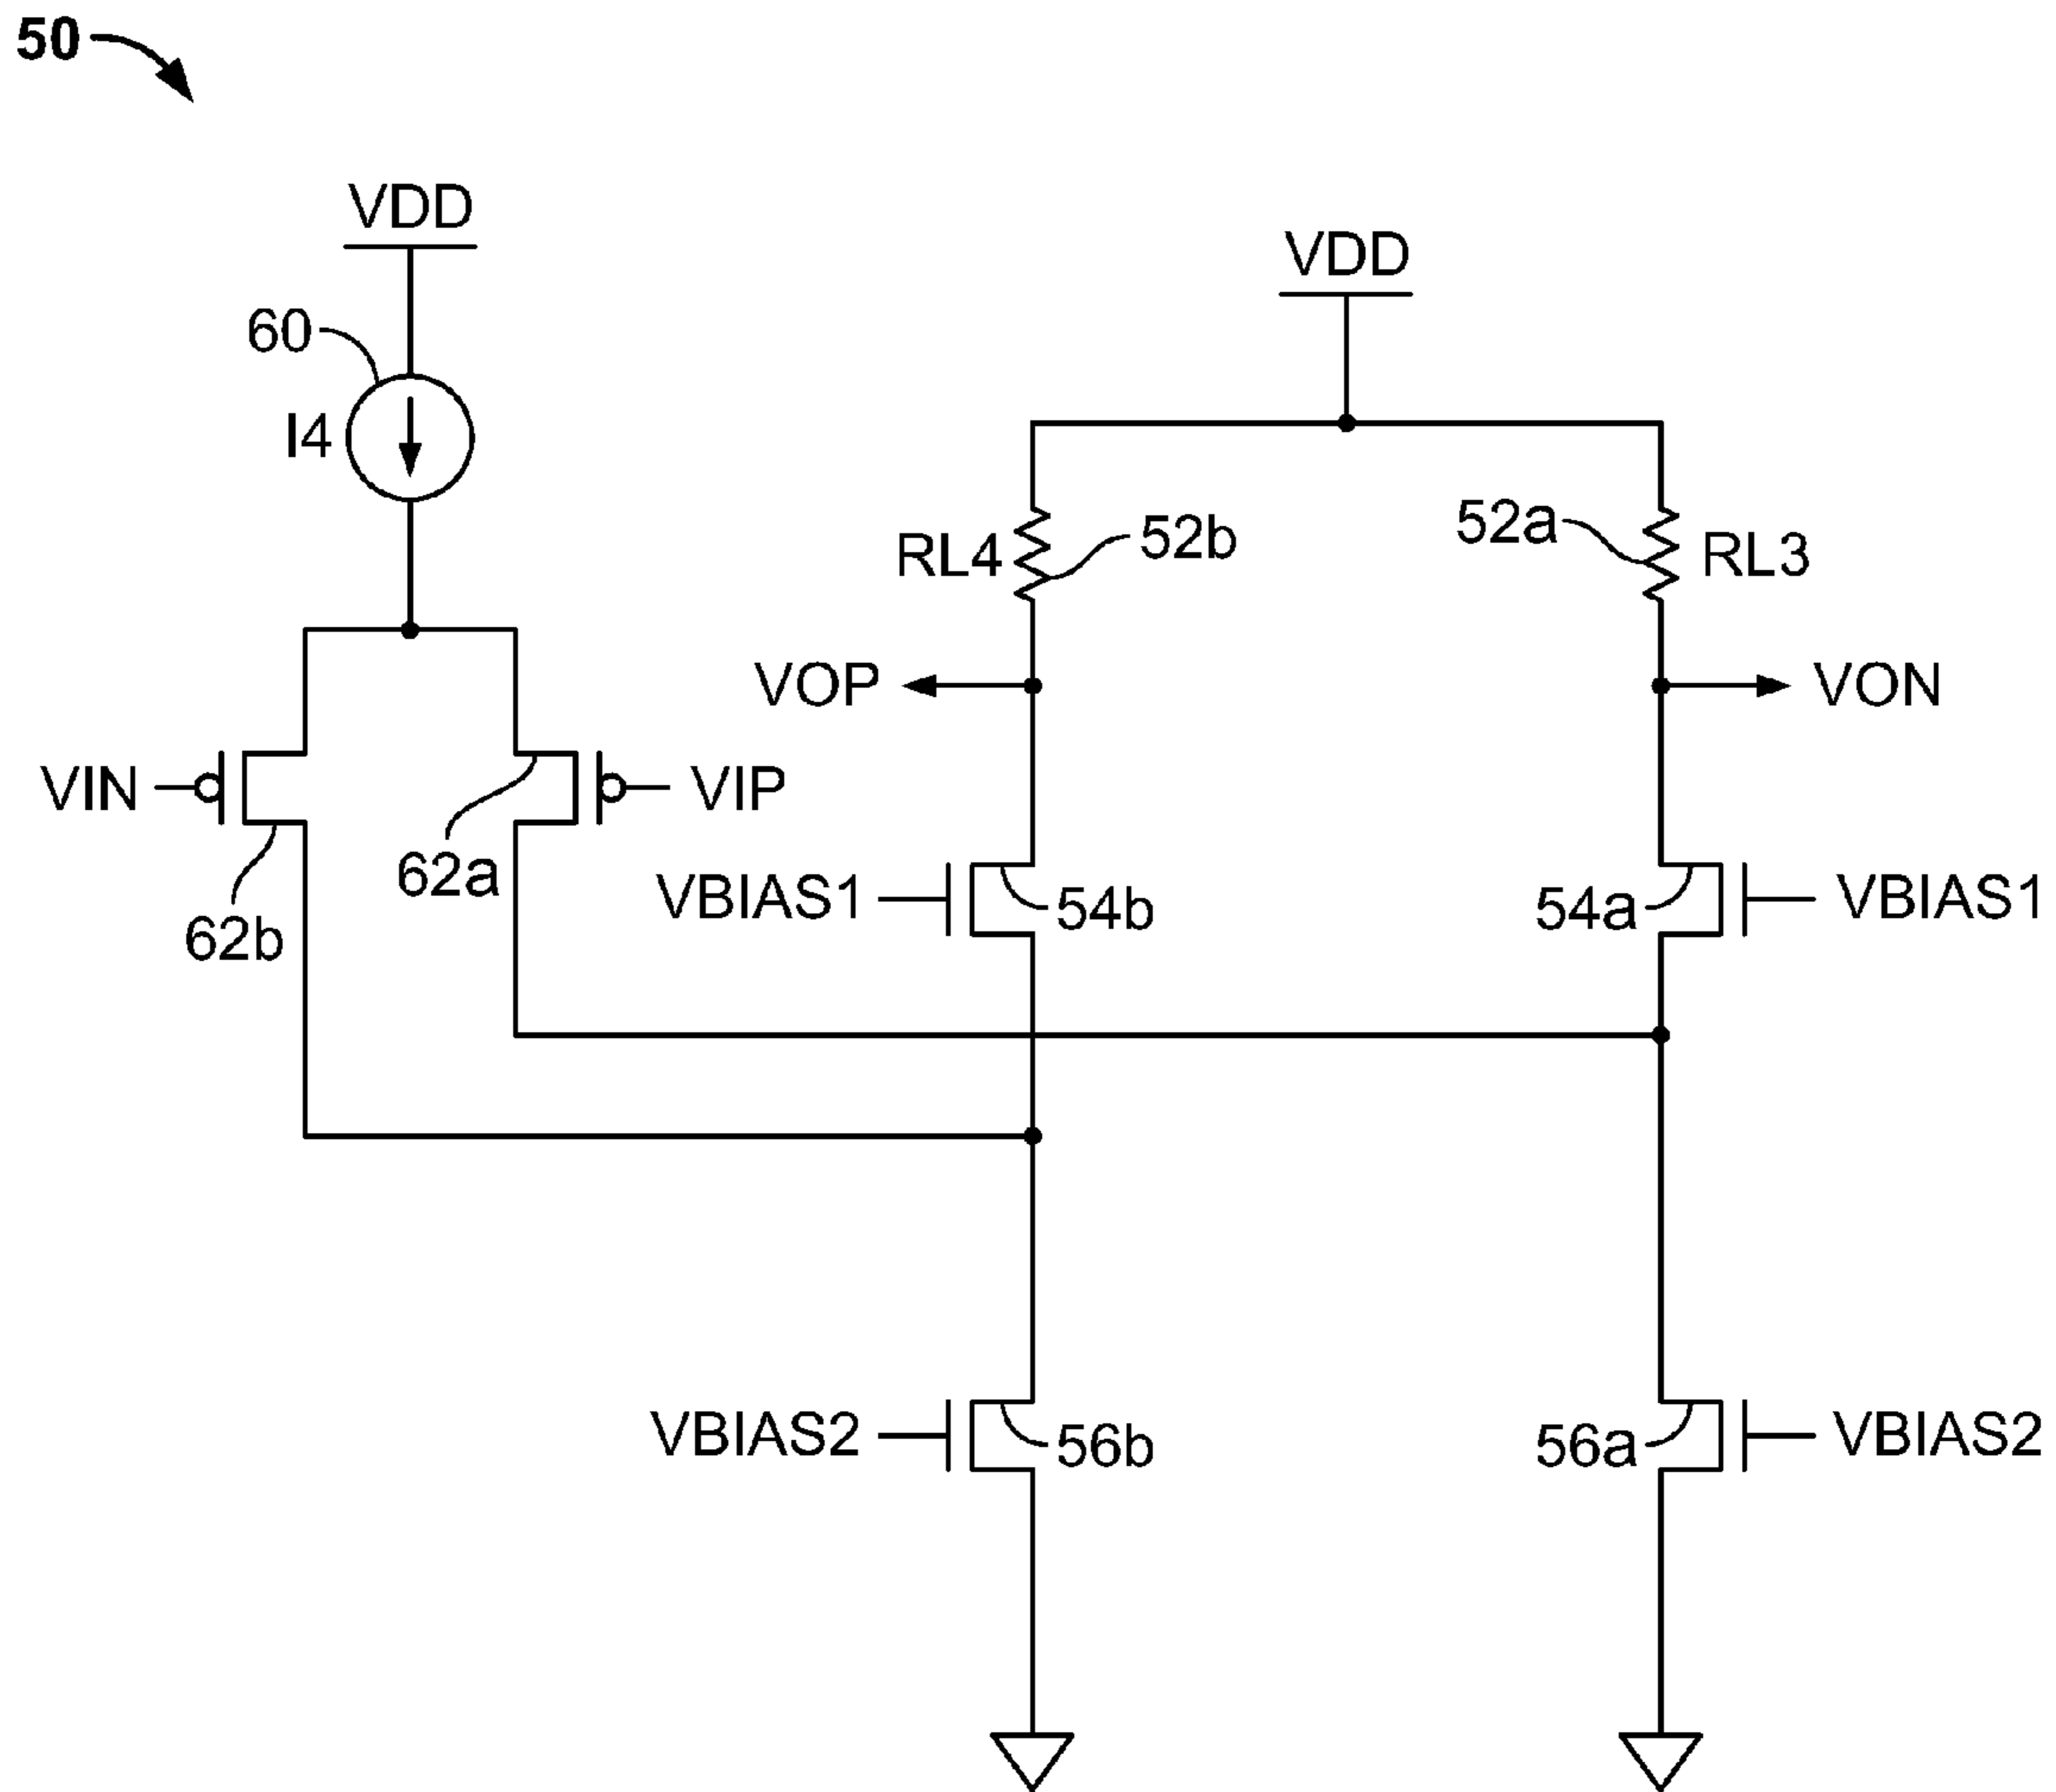 50
VDD
VDD
60
I4
RL4
52b
52a
RL3
VOP
VON
VIN
VIP
62a
62b
VBIAS1
54b
54a
VBIAS1
VBIAS2
56b
56a
VBIAS2